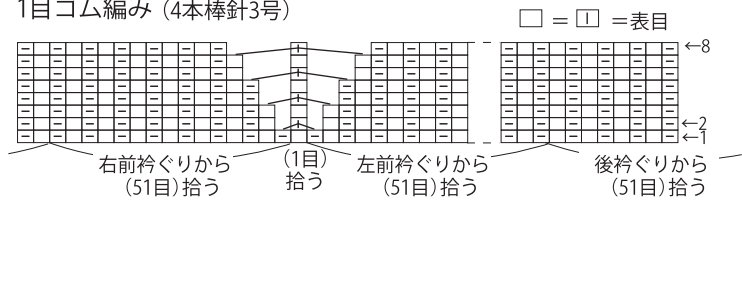 1目ゴム編み（4本棒針3号）
□ = ｜ =表目
←8
←2
←1
右前衿ぐりから
（51目）拾う
（1目）
拾う
左前衿ぐりから
（51目）拾う
後衿ぐりから
（51目）拾う